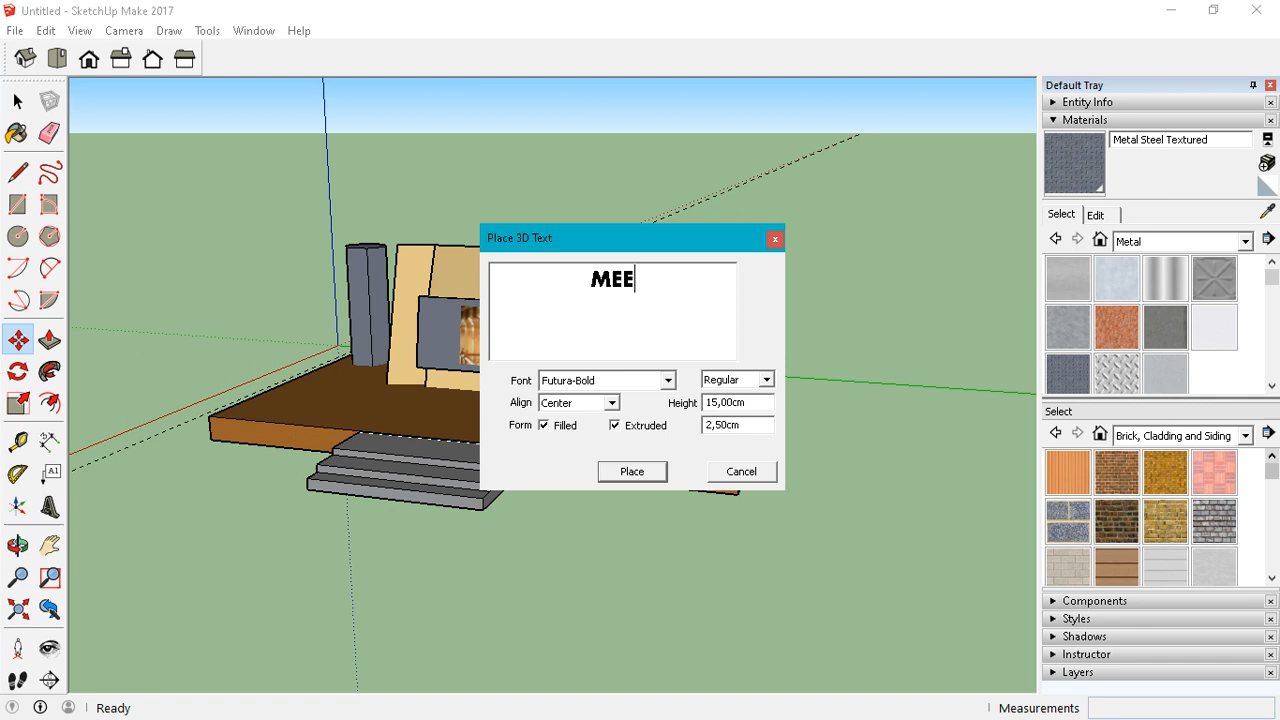 Untitled - SketchUp Make 2017
File Edit View Camera Draw Tools Window Help
Default Tray
Entity Info
Materials
Metal Steel Textured
Select Edit
Metal
Place 3D Text
MEE
Font Futura-Bold Regular
Align Center Height 15,00cm
Form Filled Extruded 2,50cm
Place Cancel
Select
Brick, Cladding and Siding
Components
Styles
Shadows
Instructor
Layers
A1
Ready
Measurements